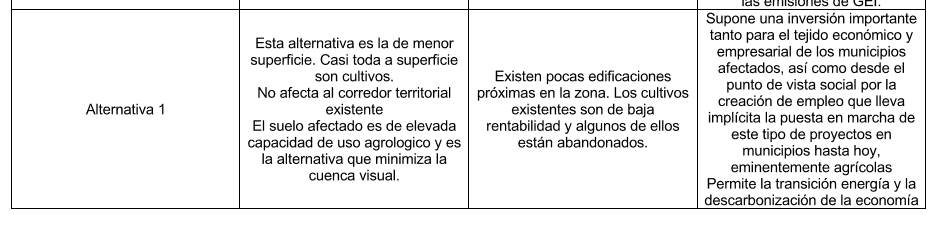 las emisiones de GEI.
Alternativa 1
Esta alternativa es la de menor
superficie. Casi toda a superficie
son cultivos.
No afecta al corredor territorial
existente
El suelo afectado es de elevada
capacidad de uso agrologico y es
la alternativa que minimiza la
cuenca visual.
Existen pocas edificaciones
próximas en la zona. Los cultivos
existentes son de baja
rentabilidad y algunos de ellos
están abandonados.
Supone una inversión importante
tanto para el tejido económico y
empresarial de los municipios
afectados, así como desde el
punto de vista social por la
creación de empleo que lleva
implícita la puesta en marcha de
este tipo de proyectos en
municipios hasta hoy,
eminentemente agrícolas
Permite la transición energía y la
descarbonización de la economía